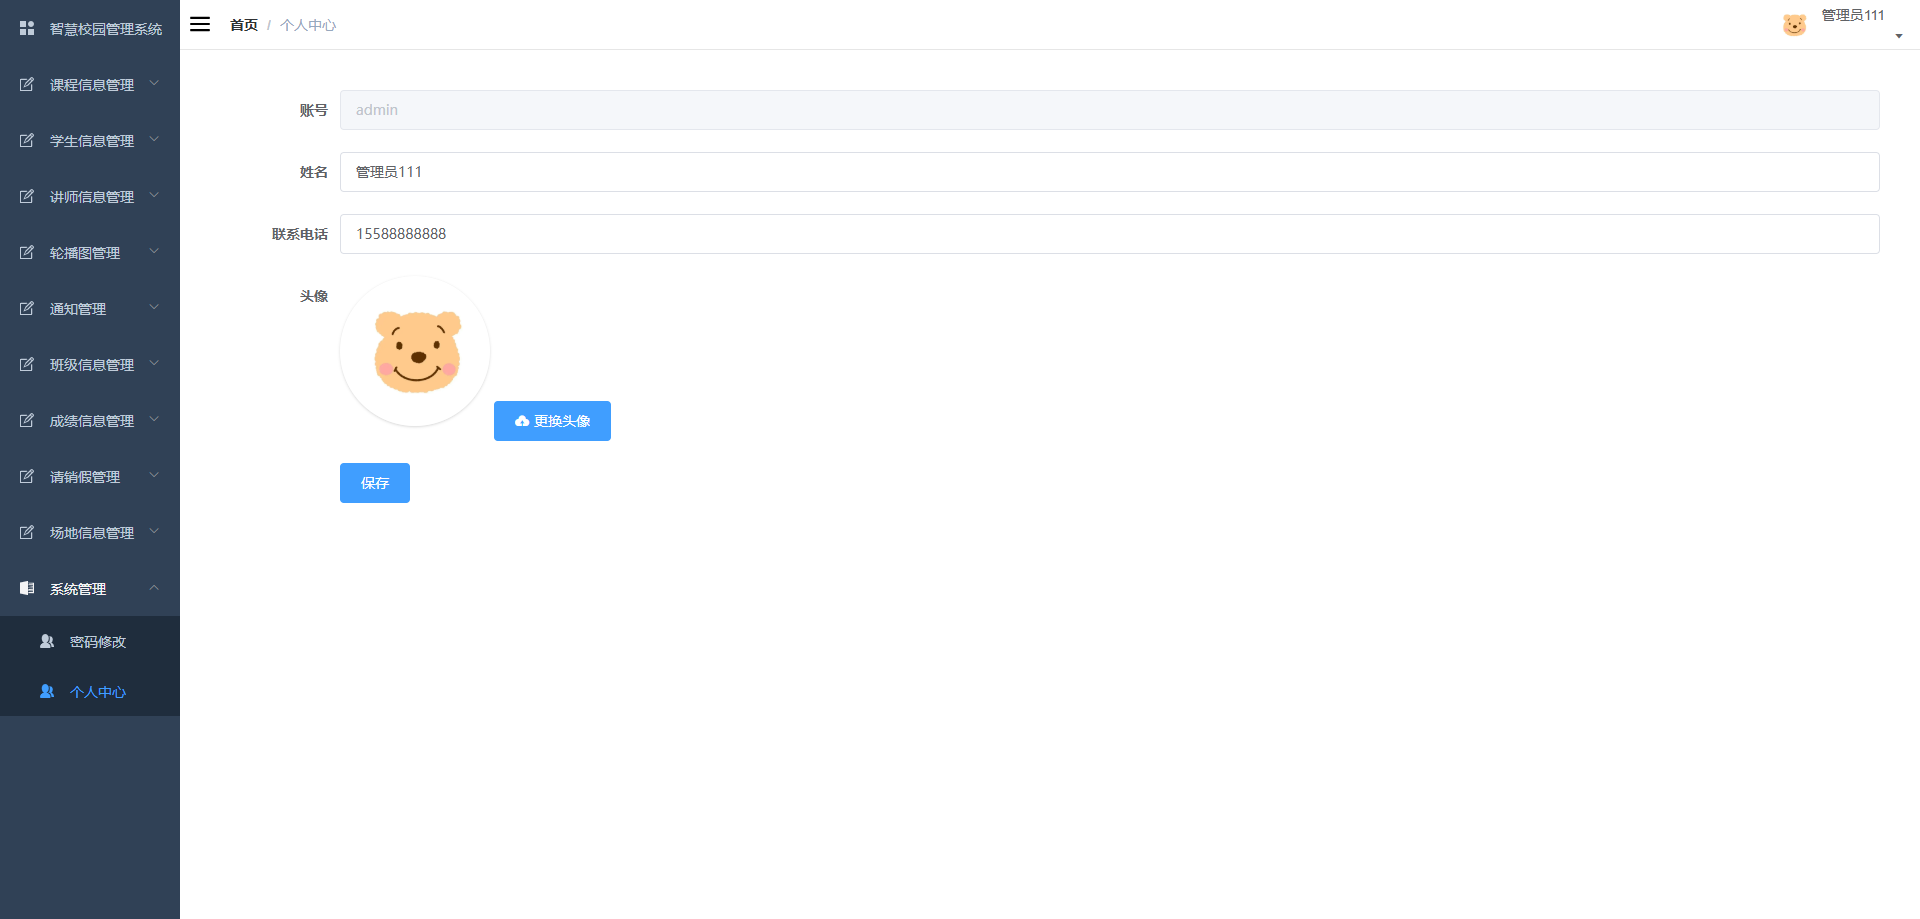 智慧校园管理系统
课程信息管理
学生信息管理
讲师信息管理
轮播图管理
通知管理
班级信息管理
成绩信息管理
请销假管理
场地信息管理
系统管理
密码修改
个人中心
首页 / 个人中心
管理员111
账号 admin
姓名 管理员111
联系电话 15588888888
头像
更换头像
保存